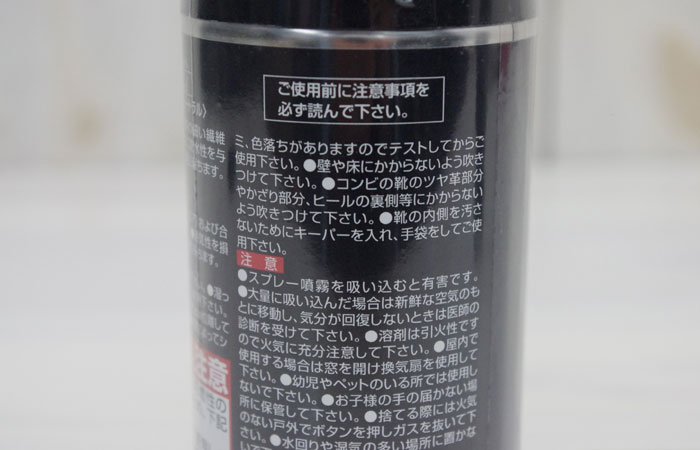 ご使用前に注意事項を
必ず読んで下さい。
ミ、色落ちがありますのでテストしてからご
使用下さい。●壁や床にかからないよう吹き
つけて下さい。●コンビの靴のツヤ革部分
やかざり部分、ヒールの裏側等にかからない
よう吹きつけて下さい。●靴の内側を汚さ
ないためにキーパーを入れ、手袋をしてご使
用下さい。
注意
●スプレー噴霧を吸い込むと有害です。
●大量に吸い込んだ場合は新鮮な空気のも
とに移動し、気分が回復しないときは医師の
診断を受けて下さい。●溶剤は引火性です
ので火気に充分注意して下さい。●屋内で
使用する場合は窓を開け換気扇を使用して
下さい。●幼児やペットのいる所では使用し
ないで下さい。●お子様の手の届かない場
所に保管して下さい。●捨てる際には火気
のない戸外でボタンを押しガスを抜いて下
さい。●水回りや湿気の多い場所に置かな